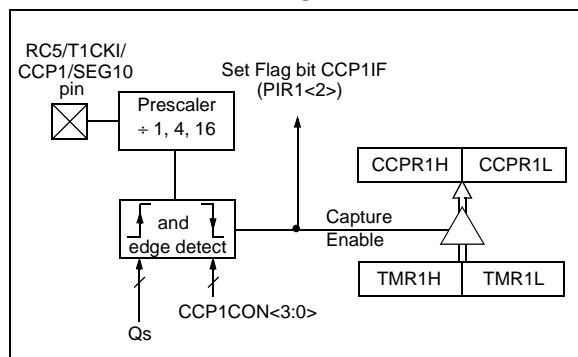 RC5/T1CKI/
CCP1/SEG10
pin
Set Flag bit CCP1IF
(PIR1<2>)
Prescaler
÷ 1, 4, 16
CCPR1H CCPR1L
and
edge detect
Capture
Enable
TMR1H TMR1L
CCP1CON<3:0>
Qs